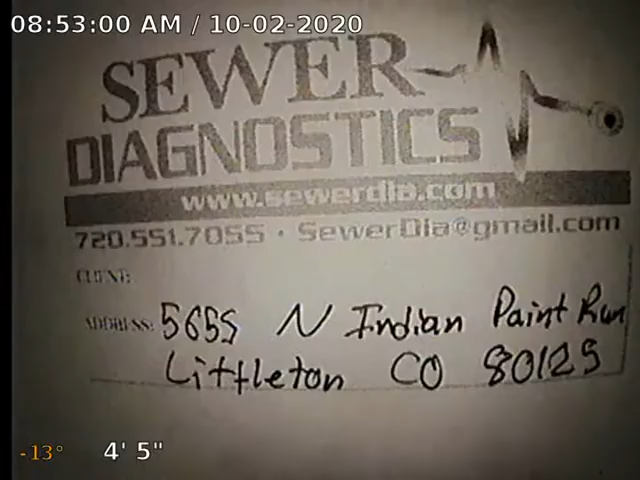 08:53:00 AM / 10-02-2020
SEWER
DIAGNOSTICS
www.sewerdia.com
720.551.7055 · SewerDia@gmail.com
CLIENT:
ADDRESS: 5655 N Indian Paint Run
Littleton CO 80125
-13° 4' 5"